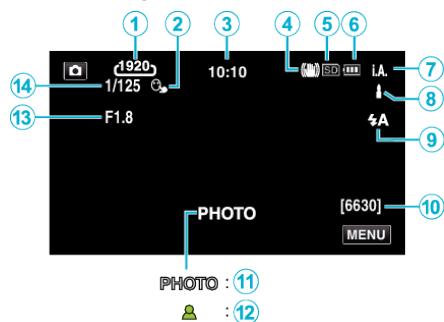 1 2 3 4 5 6
1920 10:10 SD i.A. 7
14 1/125 8
13 F1.8 A 9
[6630] 10
PHOTO
MENU
PHOTO : 11
: 12